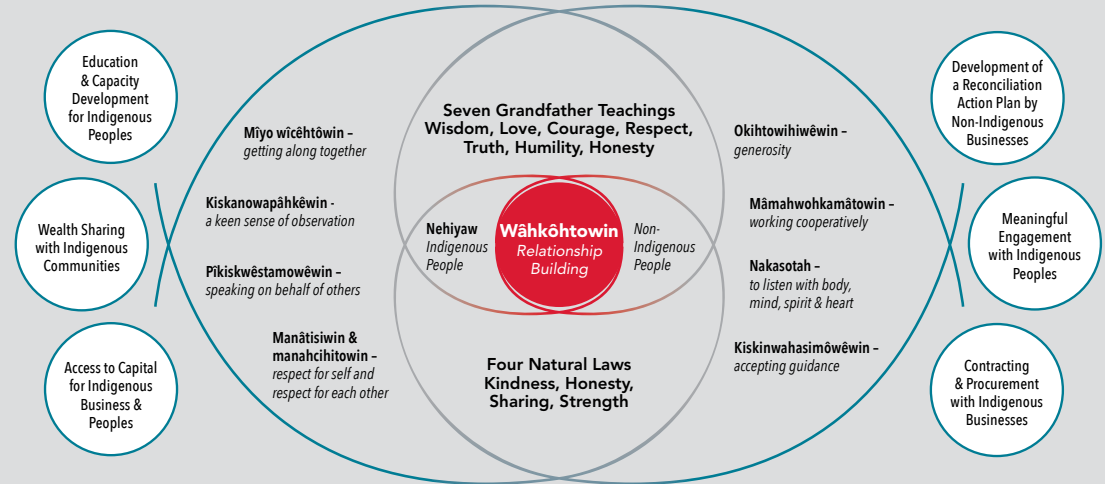 Education
& Capacity
Development
for Indigenous
Peoples
Wealth Sharing
with Indigenous
Communities
Access to Capital
for Indigenous
Business &
Peoples
Mîyo wîcêhtôwin –
getting along together
Kiskanowapâhkêwin -
a keen sense of observation
Pîkiskwêstamowêwin –
speaking on behalf of others
Manâtisiwin &
manahcihitowin –
respect for self and
respect for each other
Seven Grandfather Teachings
Wisdom, Love, Courage, Respect,
Truth, Humility, Honesty
Nehiyaw
Indigenous
People
Wâhkôhtowin
Relationship
Building
Non-
Indigenous
People
Four Natural Laws
Kindness, Honesty,
Sharing, Strength
Okihtowihiwêwin –
generosity
Mâmahwohkamâtowin –
working cooperatively
Nakasotah –
to listen with body,
mind, spirit & heart
Kiskinwahasimôwêwin –
accepting guidance
Development of
a Reconciliation
Action Plan by
Non-Indigenous
Businesses
Meaningful
Engagement
with Indigenous
Peoples
Contracting
& Procurement
with Indigenous
Businesses